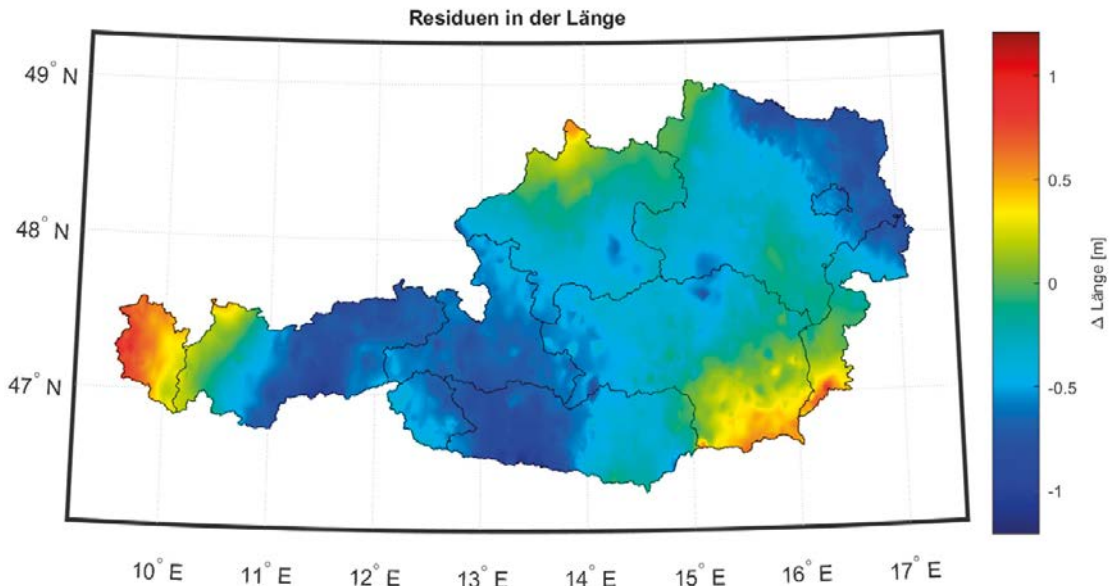 Residuen in der Länge
49° N
48° N
47° N
10° E
11° E
12° E
13° E
14° E
15° E
16° E
17° E
1
0.5
0
-0.5
-1
Δ Länge [m]